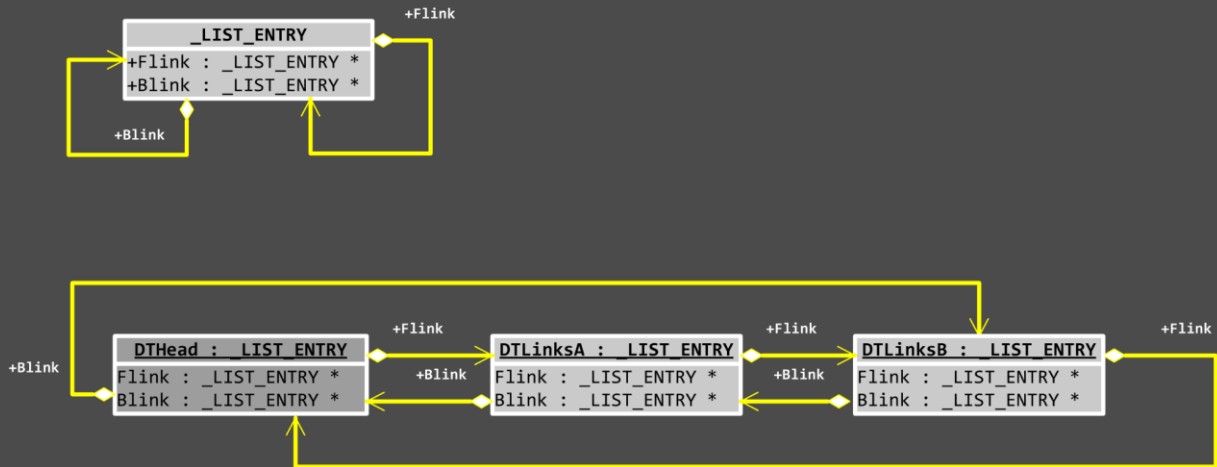 +Flink
_LIST_ENTRY
+Flink : _LIST_ENTRY *
+Blink : _LIST_ENTRY *
+Blink
+Flink
+Flink
+Flink
DTHead : _LIST_ENTRY
DTLinksA : _LIST_ENTRY
DTLinksB : _LIST_ENTRY
+Blink
+Blink
+Blink
Flink : _LIST_ENTRY *
Blink : _LIST_ENTRY *
Flink : _LIST_ENTRY *
Blink : _LIST_ENTRY *
Flink : _LIST_ENTRY *
Blink : _LIST_ENTRY *